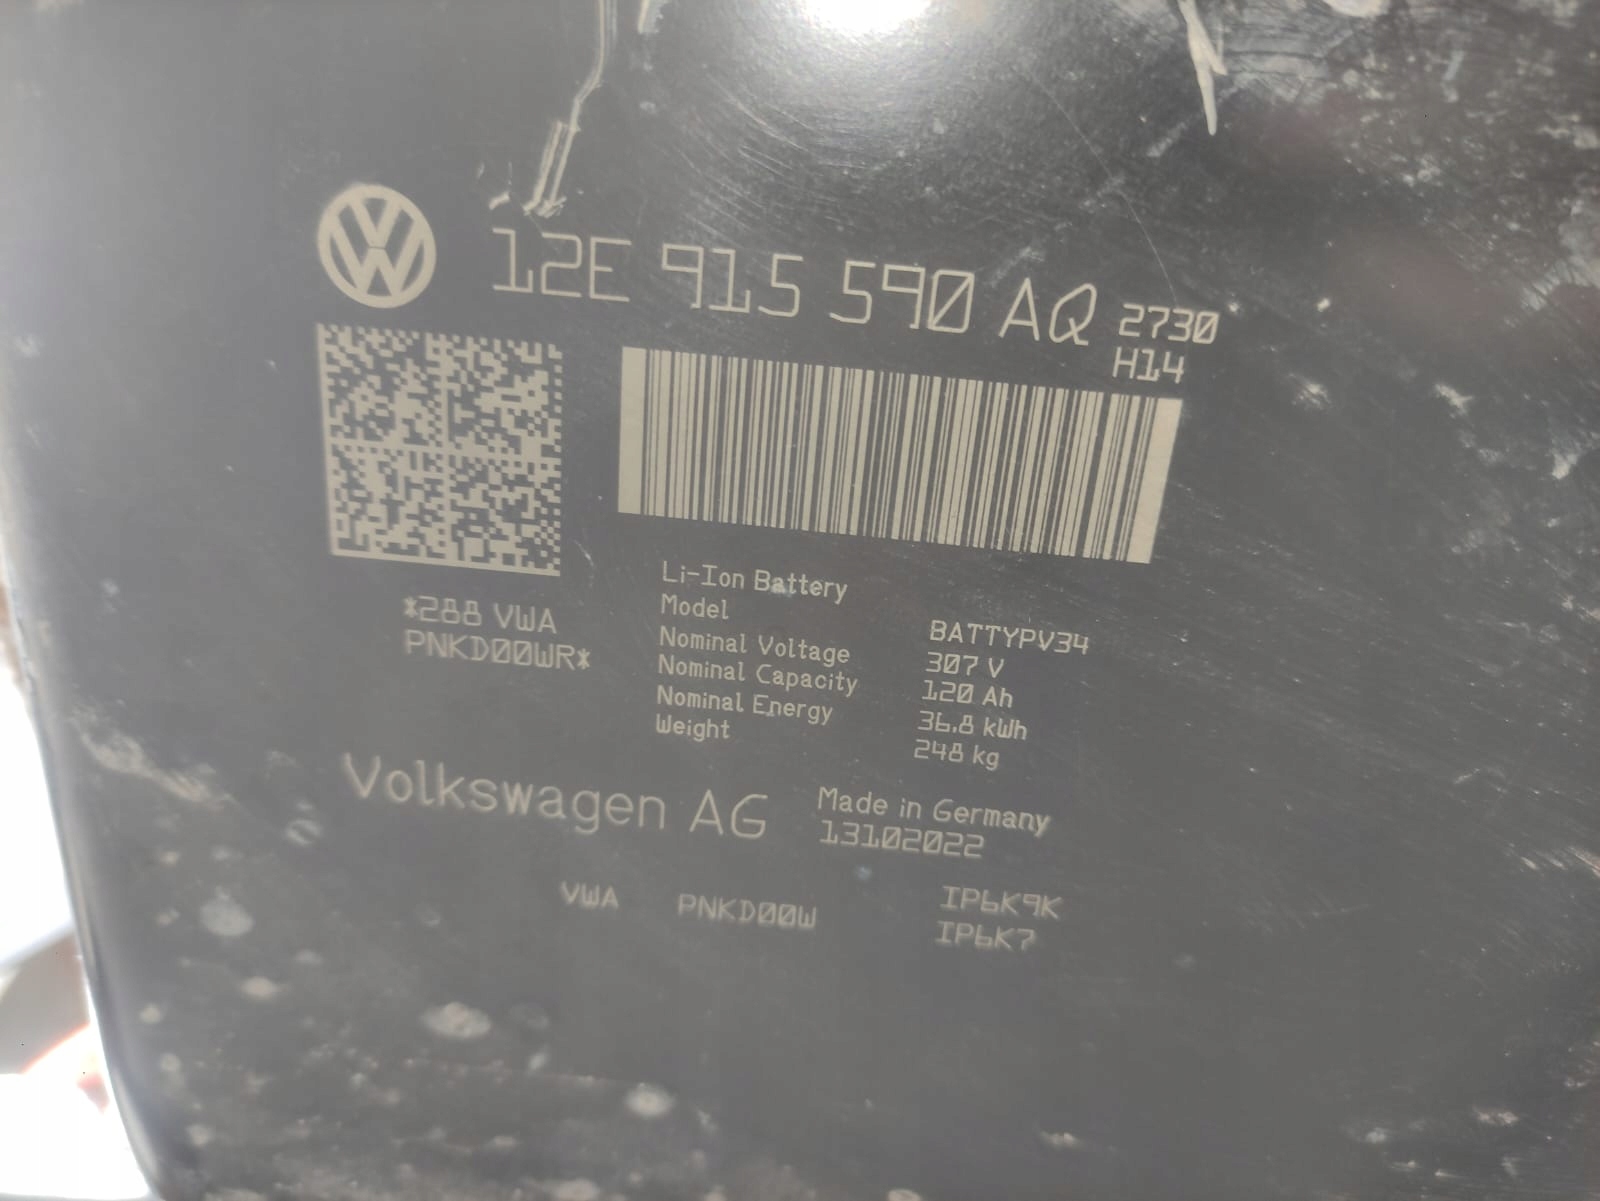 12E 915 590 AQ 2730
H14
*288 VWA
PNKD00WR*
Li-Ion Battery
Model BATTYPV34
Nominal Voltage 307 V
Nominal Capacity 120 Ah
Nominal Energy 36.8 kWh
Weight 248 kg
Volkswagen AG
Made in Germany
13102022
VWA PNKD00W IP6K9K
IP6K7